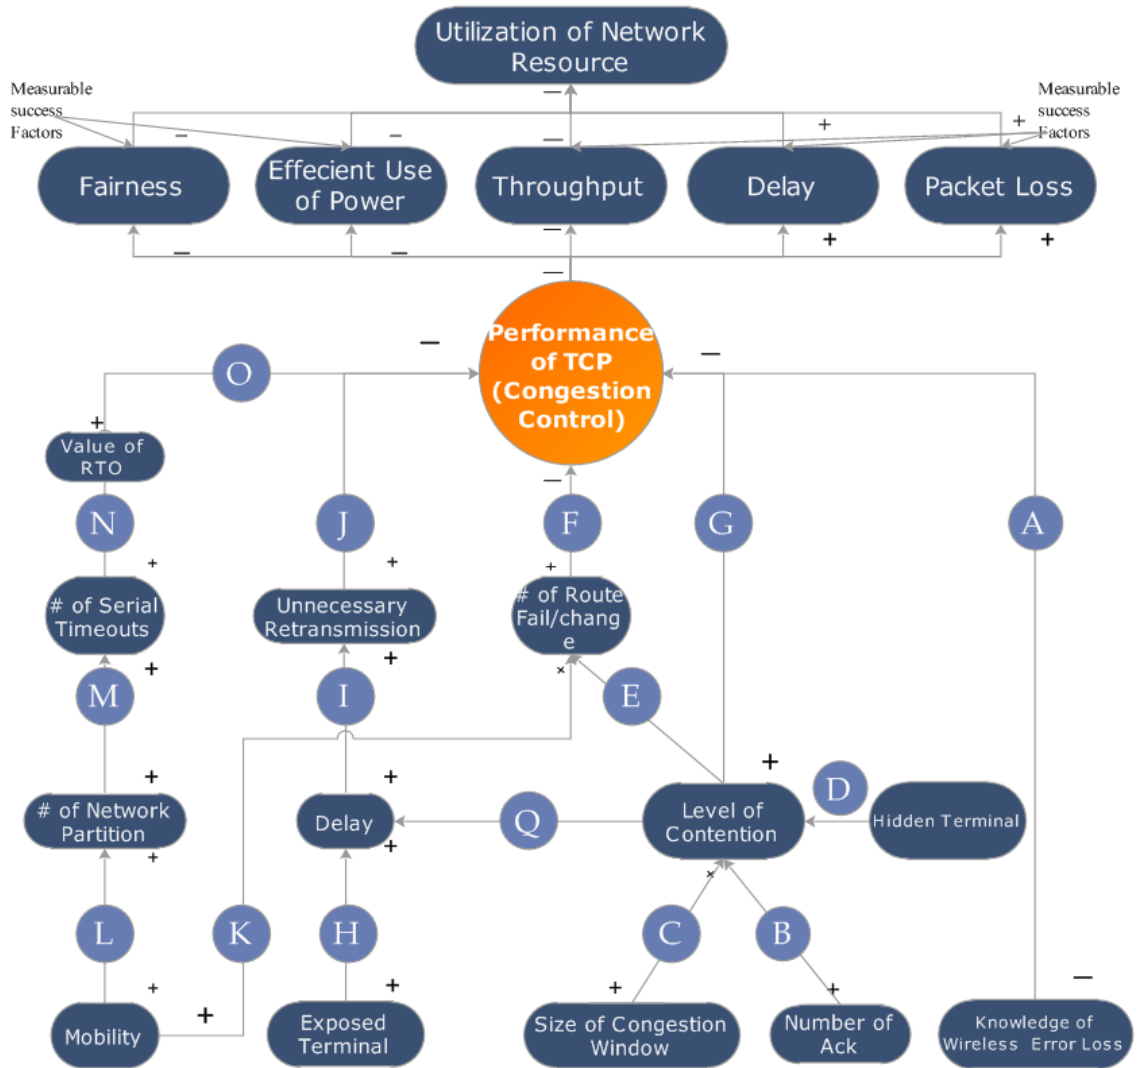 Utilization of Network
Resource
Measurable
success
Factors
Measurable
success
Factors
−
−
−
−
+
+
Fairness
Effecient Use
of Power
Throughput
Delay
Packet Loss
−
−
−
+
+
−
Performance
of TCP
(Congestion
Control)
−
−
−
O
+
Value of
RTO
N
J
F
G
A
+
+
+
# of Serial
Timeouts
Unnecessary
Retransmission
# of Route
Fail/chang
e
+
+
×
M
I
E
+
+
+
# of Network
Partition
Delay
Q
Level of
Contention
D
Hidden Terminal
+
+
×
L
K
H
C
B
+
+
+
+
+
−
Mobility
Exposed
Terminal
Size of Congestion
Window
Number of
Ack
Knowledge of
Wireless Error Loss